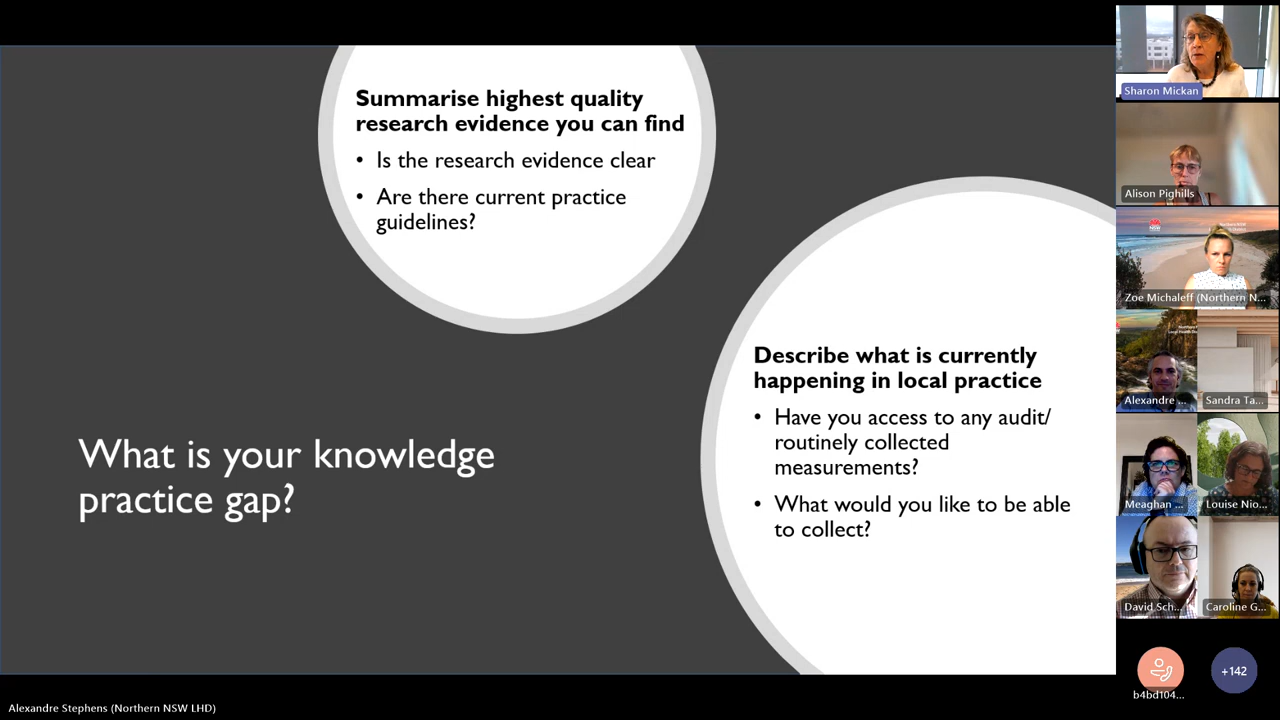 Summarise highest quality
research evidence you can find
• Is the research evidence clear
• Are there current practice
guidelines?
What is your knowledge
practice gap?
Describe what is currently
happening in local practice
• Have you access to any audit/
routinely collected
measurements?
• What would you like to be able
to collect?
Sharon Mickan
Alison Pighills
NSW
Zoe Michaleff (Northern N...
Alexandre ...
Sandra Ta...
Meaghan ...
Louise Nio...
David Sch...
Caroline G...
b4bd104...
+142
Alexandre Stephens (Northern NSW LHD)